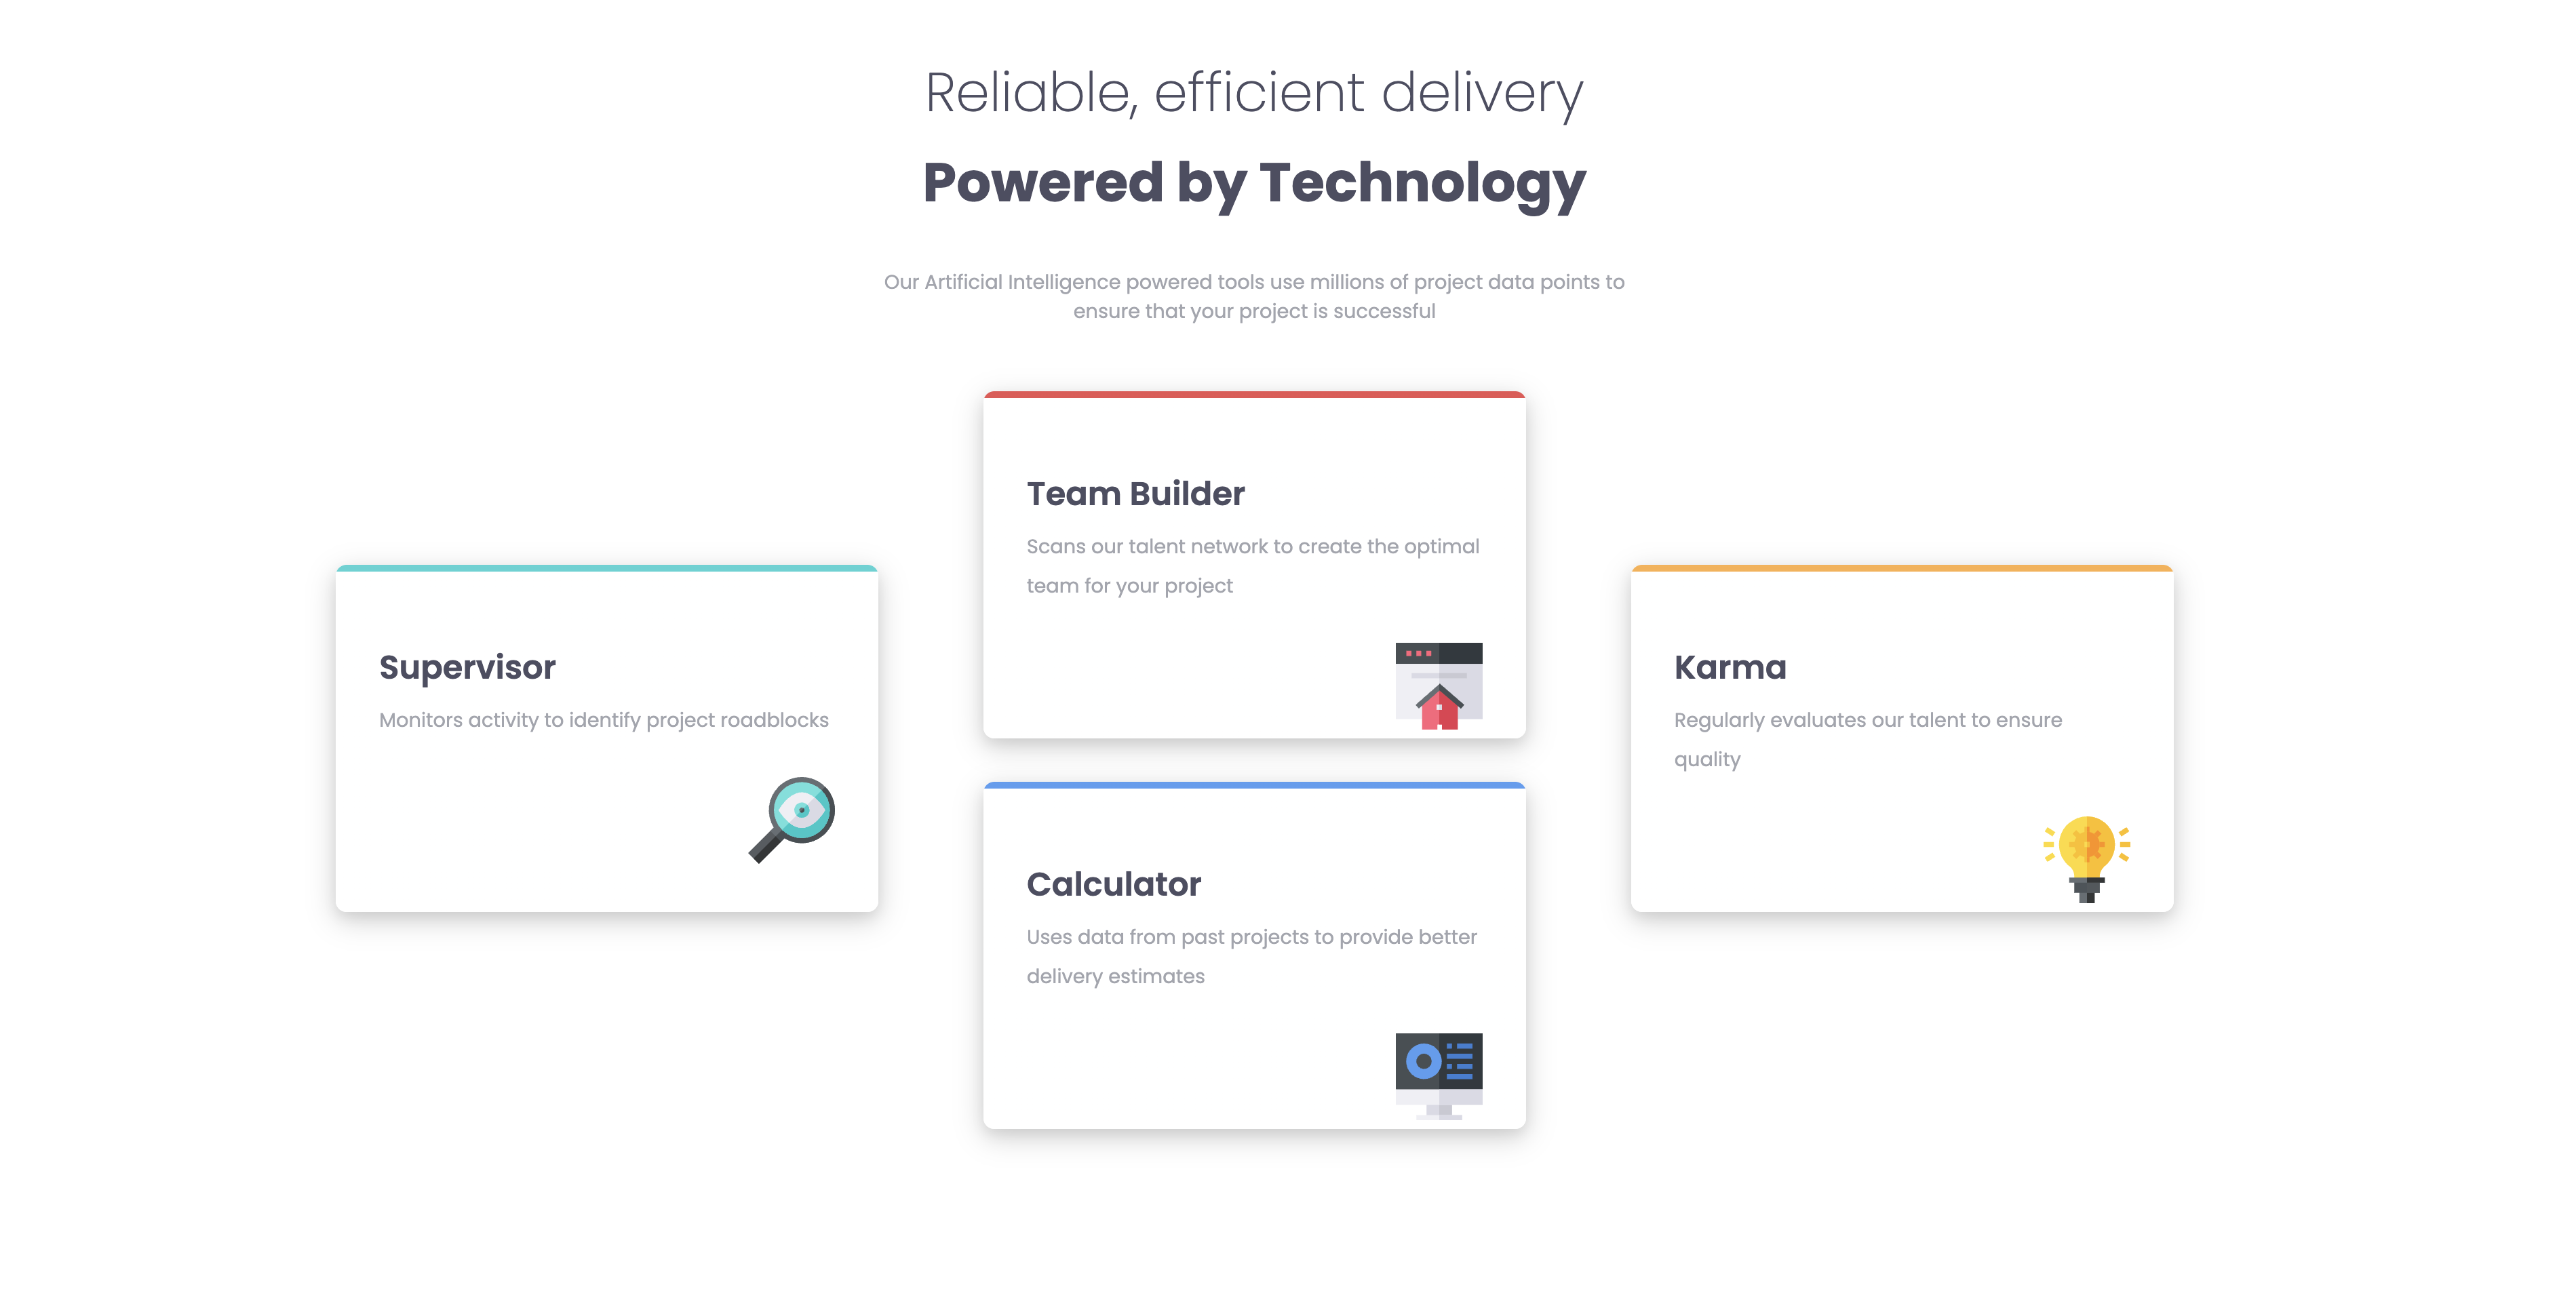 Reliable, efficient delivery
Powered by Technology
Our Artificial Intelligence powered tools use millions of project data points to
ensure that your project is successful
Supervisor
Monitors activity to identify project roadblocks
Team Builder
Scans our talent network to create the optimal
team for your project
Calculator
Uses data from past projects to provide better
delivery estimates
Karma
Regularly evaluates our talent to ensure
quality